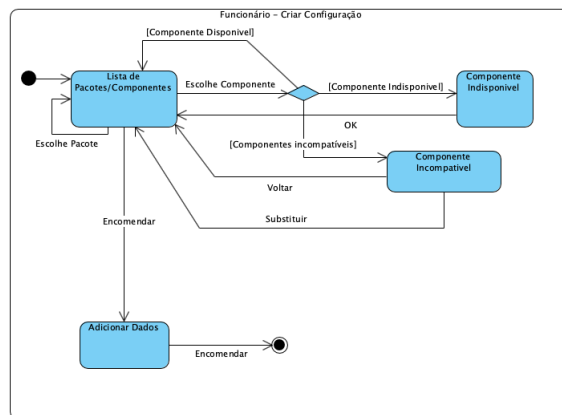 Funcionário – Criar Configuração
[Componente Disponivel]
Lista de
Pacotes/Componentes
Escolhe Componente
[Componente Indisponivel]
Componente
Indisponivel
Escolhe Pacote
OK
[Componentes incompatíveis]
Componente
Incompativel
Voltar
Substituir
Encomendar
Adicionar Dados
Encomendar